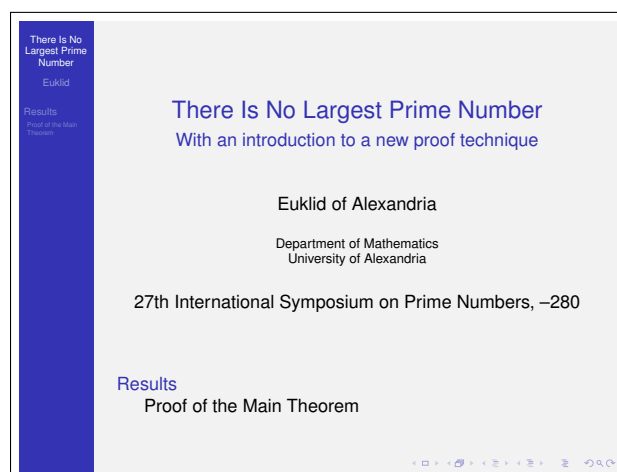 There Is No
Largest Prime
Number
Euklid
Results
Proof of the Main
Theorem
There Is No Largest Prime Number
With an introduction to a new proof technique
Euklid of Alexandria
Department of Mathematics
University of Alexandria
27th International Symposium on Prime Numbers, –280
Results
Proof of the Main Theorem